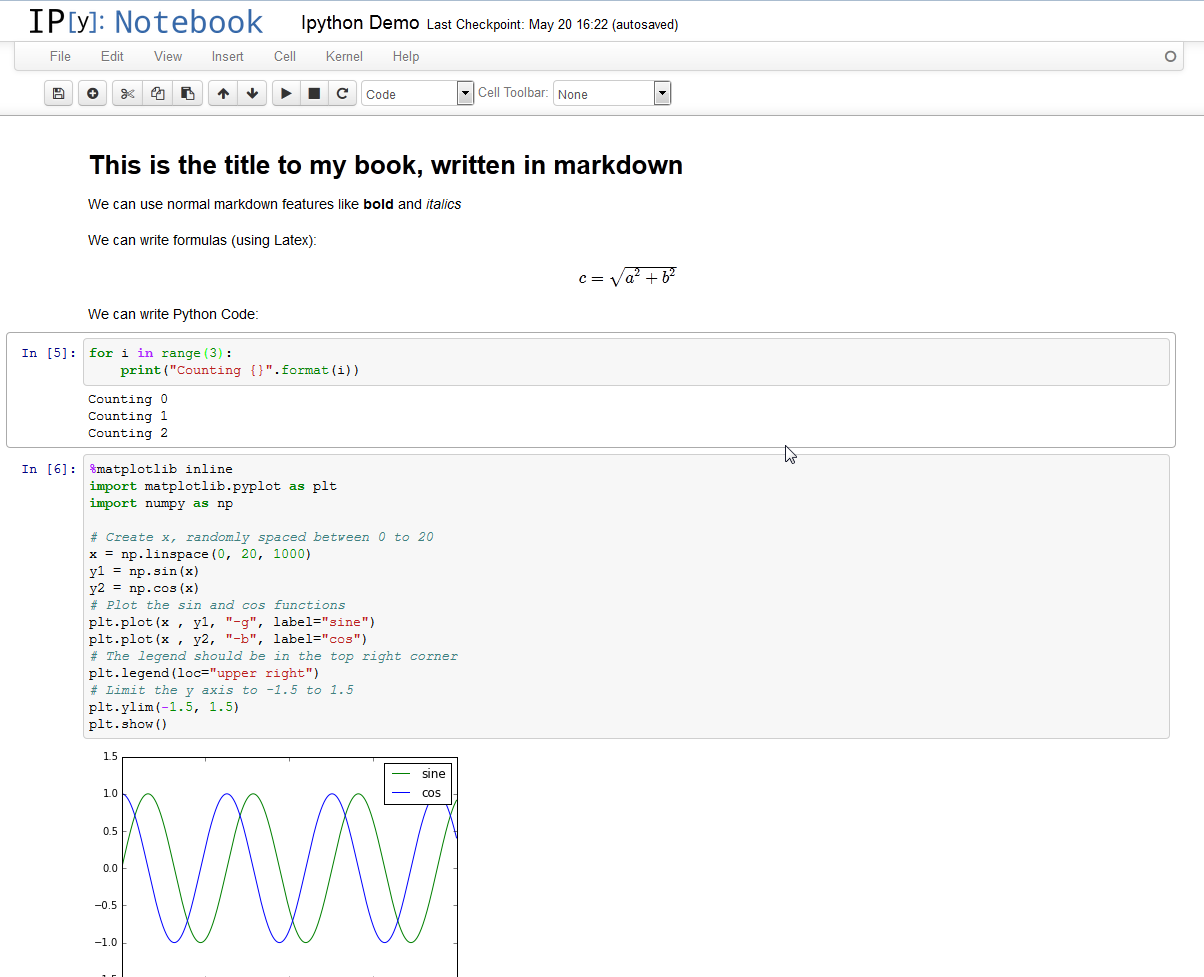 IP[y]: Notebook Ipython Demo Last Checkpoint: May 20 16:22 (autosaved)
File Edit View Insert Cell Kernel Help
Code Cell Toolbar: None
This is the title to my book, written in markdown
We can use normal markdown features like bold and italics
We can write formulas (using Latex):
c = √a² + b²
We can write Python Code:
In [5]: for i in range(3):
    print("Counting {}".format(i))
Counting 0
Counting 1
Counting 2
In [6]: %matplotlib inline
import matplotlib.pyplot as plt
import numpy as np
# Create x, randomly spaced between 0 to 20
x = np.linspace(0, 20, 1000)
y1 = np.sin(x)
y2 = np.cos(x)
# Plot the sin and cos functions
plt.plot(x , y1, "-g", label="sine")
plt.plot(x , y2, "-b", label="cos")
# The legend should be in the top right corner
plt.legend(loc="upper right")
# Limit the y axis to -1.5 to 1.5
plt.ylim(-1.5, 1.5)
plt.show()
1.5
sine
1.0
cos
0.5
0.0
−0.5
−1.0